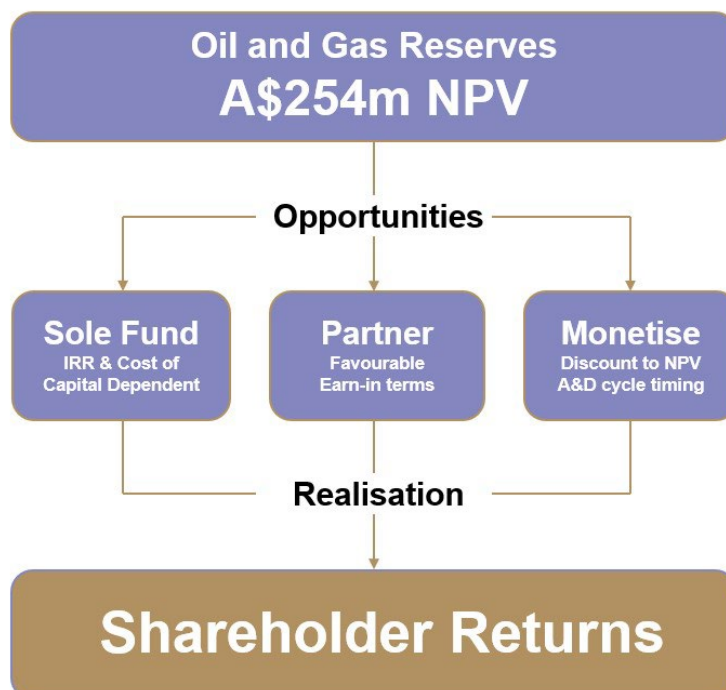 Oil and Gas Reserves
A$254m NPV
Opportunities
Sole Fund
IRR & Cost of
Capital Dependent
Partner
Favourable
Earn-in terms
Monetise
Discount to NPV
A&D cycle timing
Realisation
Shareholder Returns